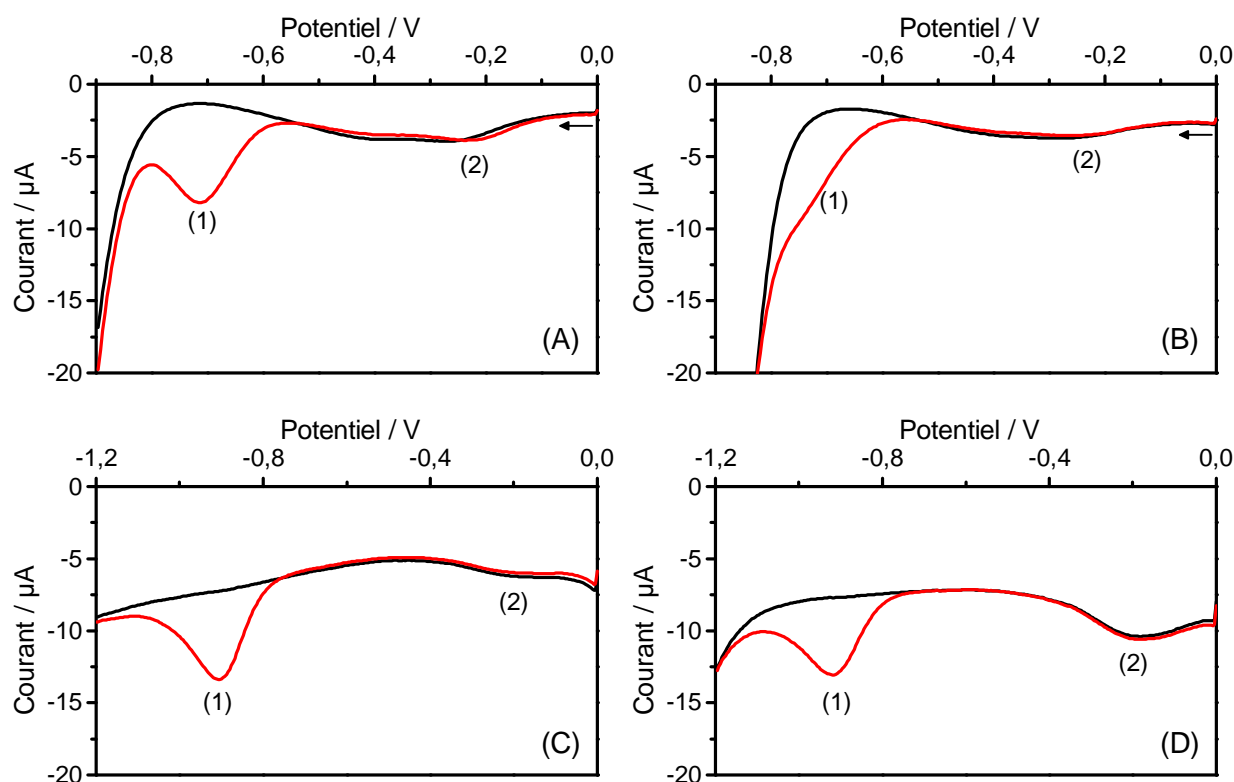 Potentiel / V
-0,8 -0,6 -0,4 -0,2 0,0
0
-5
-10
-15
-20
Courant / µA
(1)
(2)
(A)
Potentiel / V
-0,8 -0,6 -0,4 -0,2 0,0
0
-5
-10
-15
-20
Courant / µA
(1)
(2)
(B)
Potentiel / V
-1,2 -0,8 -0,4 0,0
0
-5
-10
-15
-20
Courant / µA
(1)
(2)
(C)
Potentiel / V
-1,2 -0,8 -0,4 0,0
0
-5
-10
-15
-20
Courant / µA
(1)
(2)
(D)